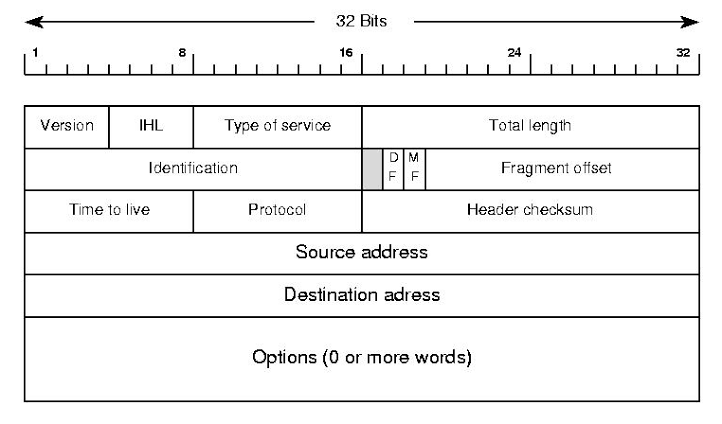 32 Bits
1 8 16 24 32
Version IHL Type of service Total length
Identification D F M F Fragment offset
Time to live Protocol Header checksum
Source address
Destination adress
Options (0 or more words)